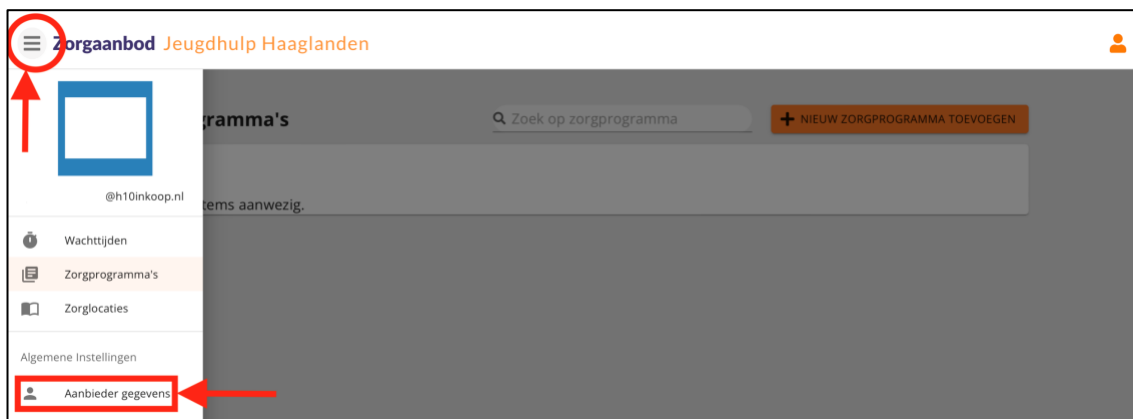 Zorgaanbod Jeugdhulp Haaglanden
gramma's
Zoek op zorgprogramma
NIEUW ZORGPROGRAMMA TOEVOEGEN
@h10inkoop.nl
tems aanwezig.
Wachttijden
Zorgprogramma's
Zorglocaties
Algemene Instellingen
Aanbieder gegevens